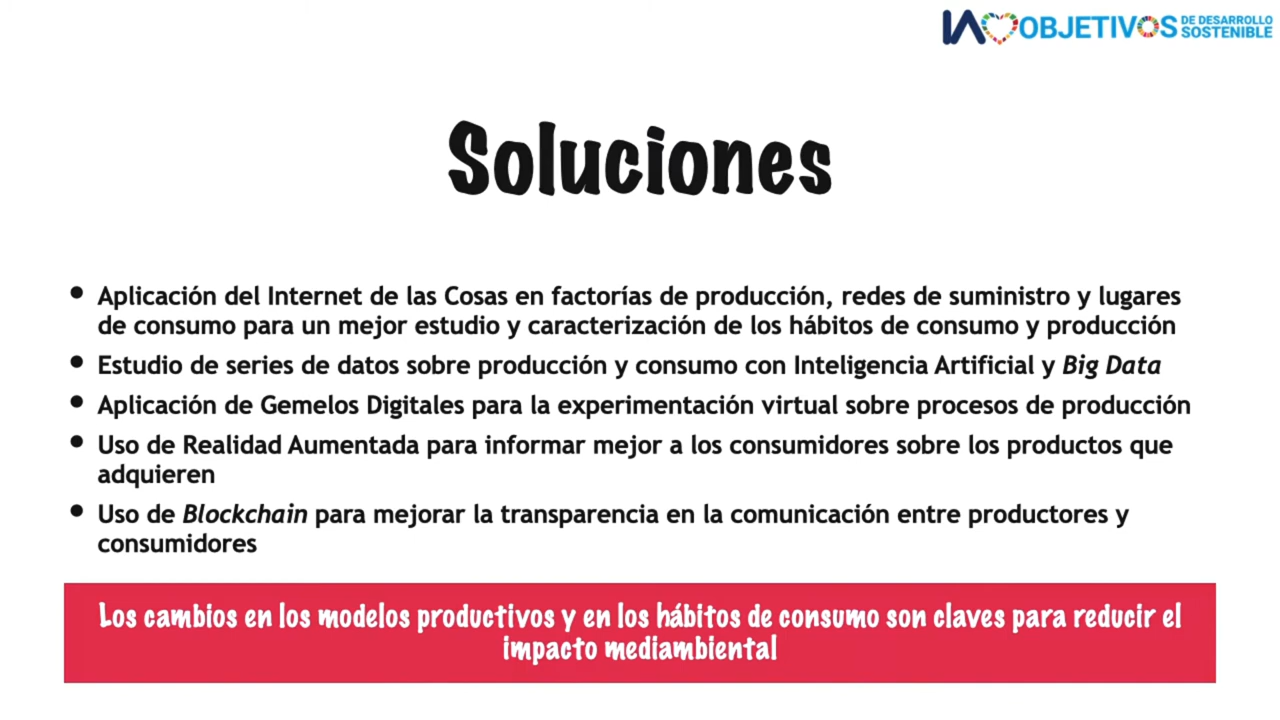 IA OBJETIVOS DE DESARROLLO
SOSTENIBLE
Soluciones
• Aplicación del Internet de las Cosas en factorías de producción, redes de suministro y lugares
de consumo para un mejor estudio y caracterización de los hábitos de consumo y producción
• Estudio de series de datos sobre producción y consumo con Inteligencia Artificial y Big Data
• Aplicación de Gemelos Digitales para la experimentación virtual sobre procesos de producción
• Uso de Realidad Aumentada para informar mejor a los consumidores sobre los productos que
adquieren
• Uso de Blockchain para mejorar la transparencia en la comunicación entre productores y
consumidores
Los cambios en los modelos productivos y en los hábitos de consumo son claves para reducir el
impacto mediambiental